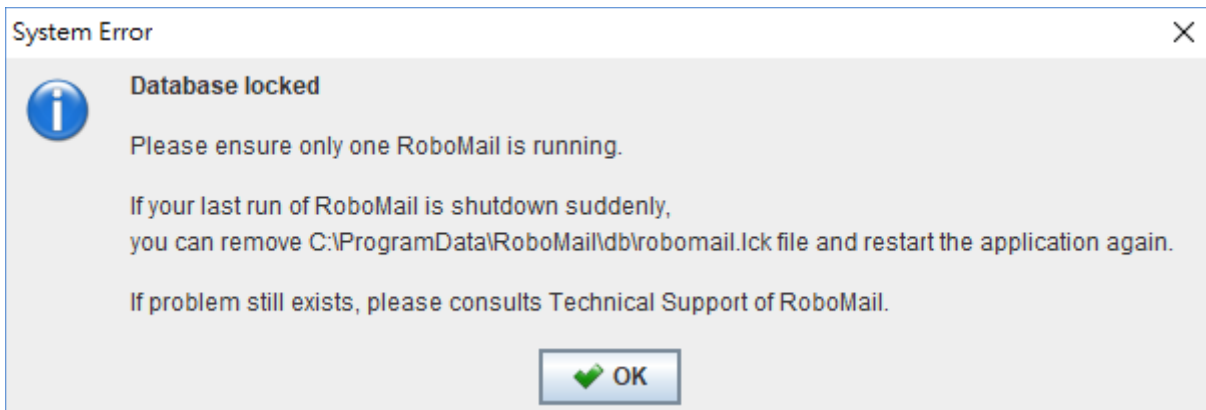 System Error
Database locked
Please ensure only one RoboMail is running.
If your last run of RoboMail is shutdown suddenly,
you can remove C:\ProgramData\RoboMail\db\robomail.lck file and restart the application again.
If problem still exists, please consults Technical Support of RoboMail.
OK